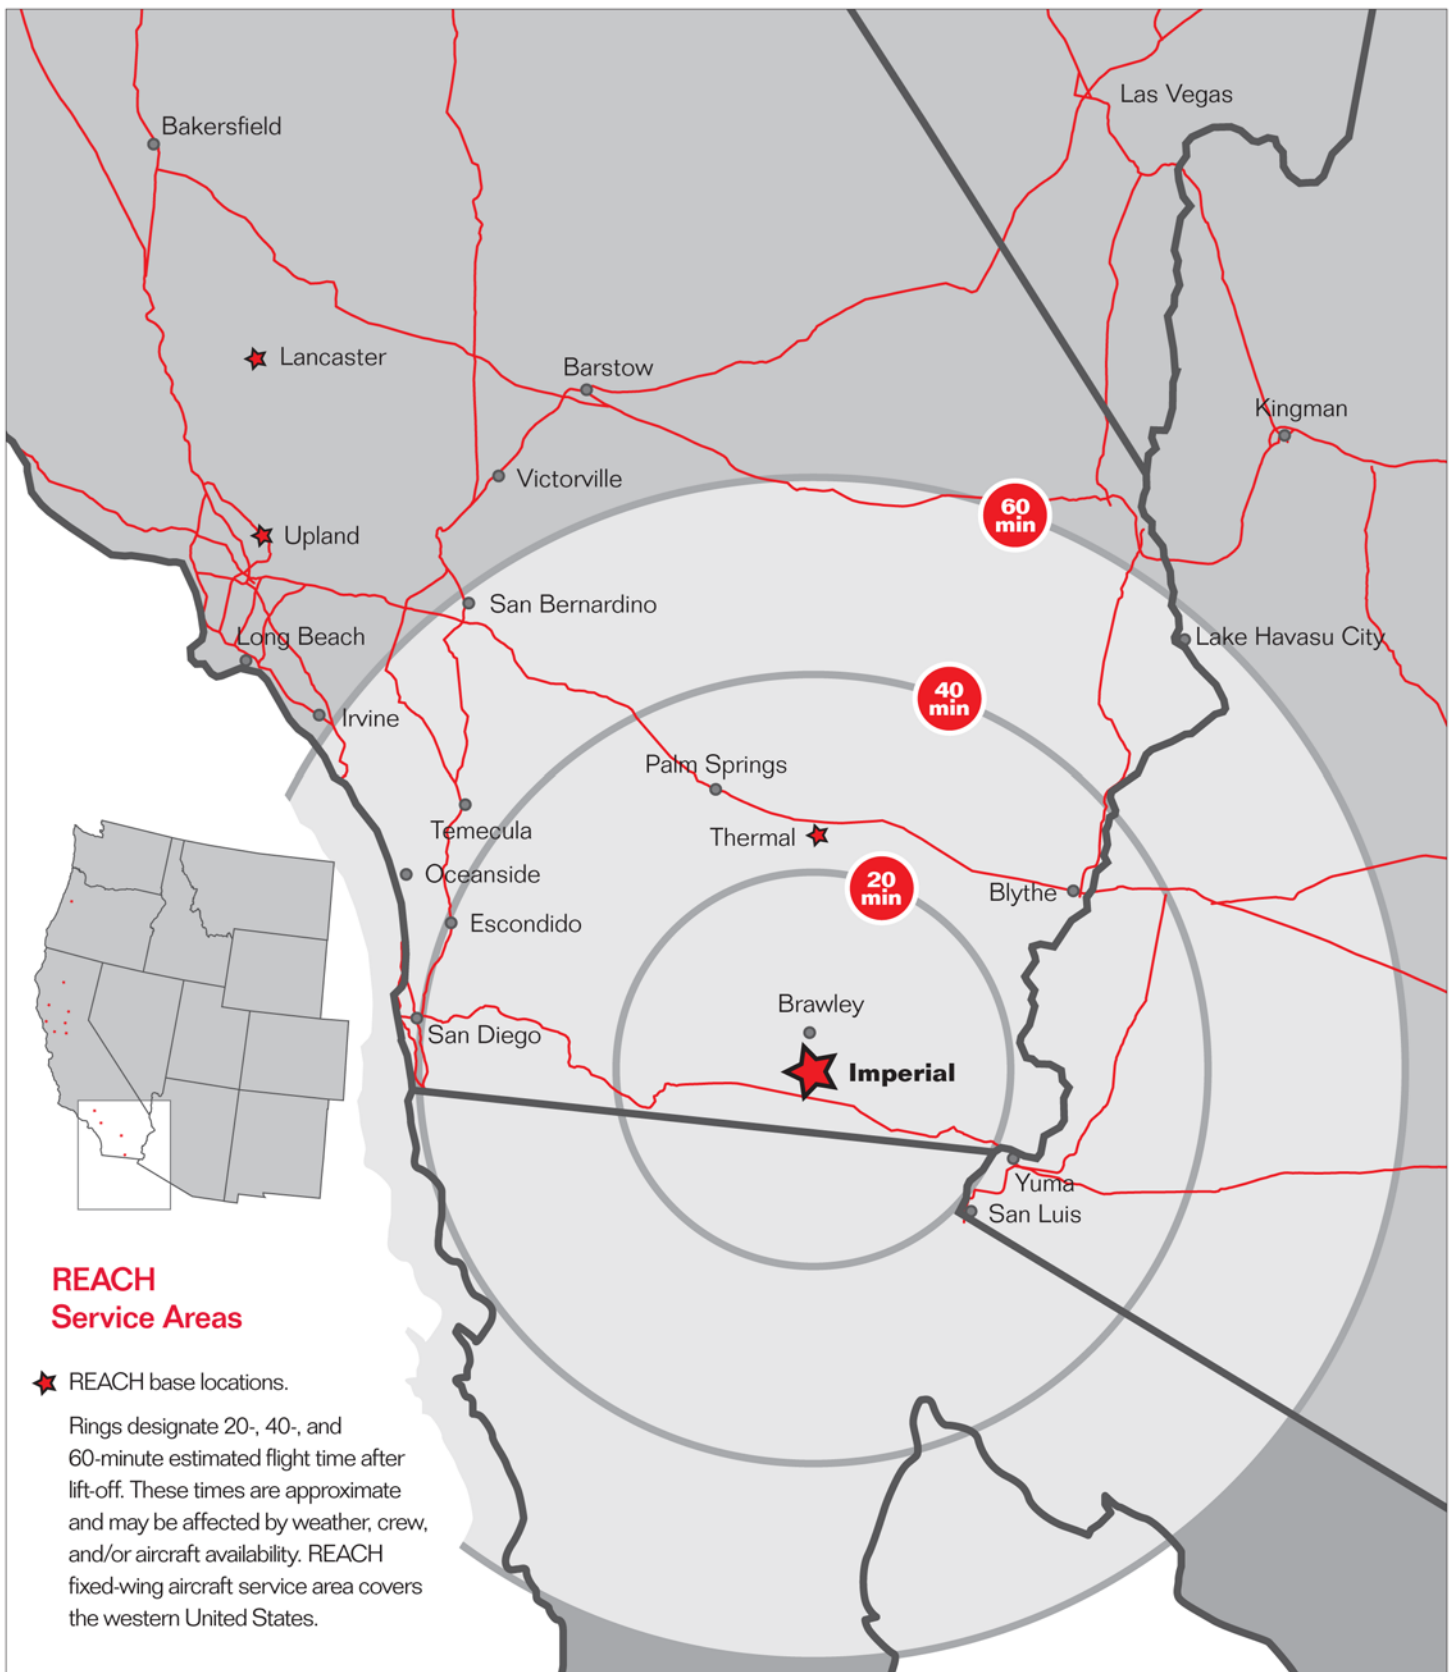 Las Vegas
Bakersfield
Lancaster
Barstow
Kingman
Victorville
60
min
Upland
San Bernardino
Long Beach
Lake Havasu City
40
min
Irvine
Palm Springs
Temecula
Thermal
Oceanside
20
min
Blythe
Escondido
Brawley
San Diego
Imperial
Yuma
San Luis
REACH
Service Areas
REACH base locations.
Rings designate 20-, 40-, and
60-minute estimated flight time after
lift-off. These times are approximate
and may be affected by weather, crew,
and/or aircraft availability. REACH
fixed-wing aircraft service area covers
the western United States.